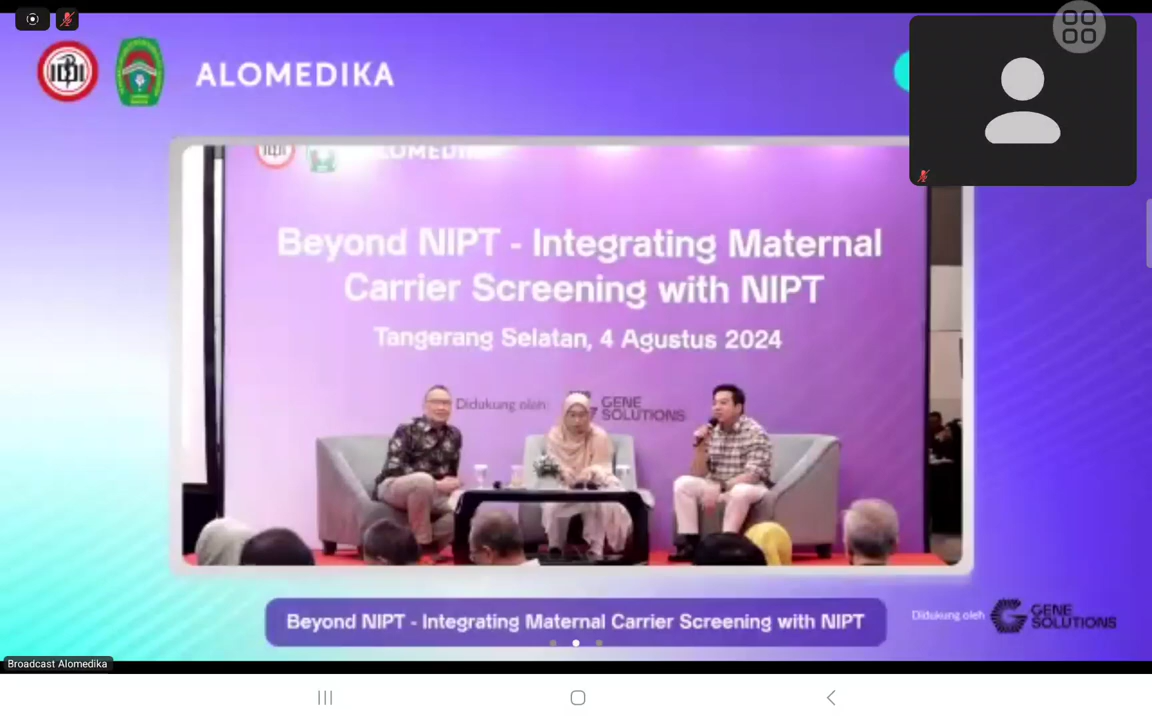 IDI
ALOMEDIKA
Beyond NIPT - Integrating Maternal
Carrier Screening with NIPT
Tangerang Selatan, 4 Agustus 2024
Didukung oleh
GENE
SOLUTIONS
Beyond NIPT - Integrating Maternal Carrier Screening with NIPT
Didukung oleh
GENE
SOLUTIONS
Broadcast Alomedika